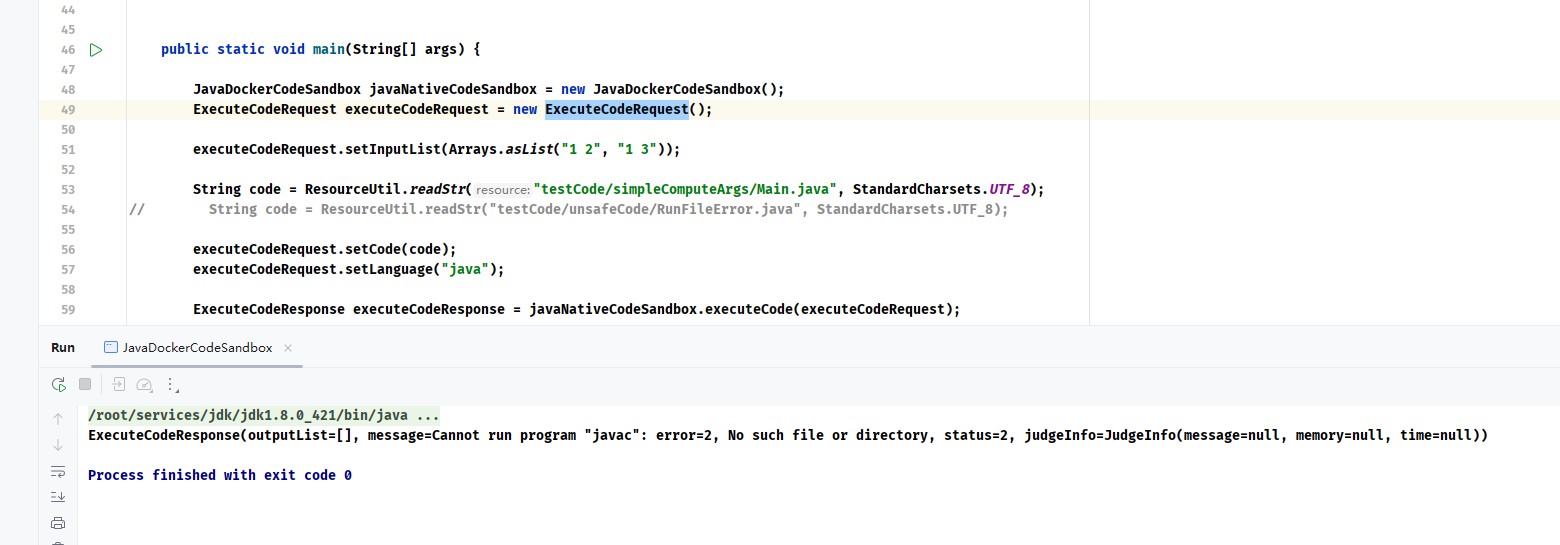 44
45
46 public static void main(String[] args) {
47
48 JavaDockerCodeSandbox javaNativeCodeSandbox = new JavaDockerCodeSandbox();
49 ExecuteCodeRequest executeCodeRequest = new ExecuteCodeRequest();
50
51 executeCodeRequest.setInputList(Arrays.asList("1 2", "1 3"));
52
53 String code = ResourceUtil.readStr( resource: "testCode/simpleComputeArgs/Main.java", StandardCharsets.UTF_8);
54 // String code = ResourceUtil.readStr("testCode/unsafeCode/RunFileError.java", StandardCharsets.UTF_8);
55
56 executeCodeRequest.setCode(code);
57 executeCodeRequest.setLanguage("java");
58
59 ExecuteCodeResponse executeCodeResponse = javaNativeCodeSandbox.executeCode(executeCodeRequest);
Run JavaDockerCodeSandbox
/root/services/jdk/jdk1.8.0_421/bin/java ...
ExecuteCodeResponse(outputList=[], message=Cannot run program "javac": error=2, No such file or directory, status=2, judgeInfo=JudgeInfo(message=null, memory=null, time=null))
Process finished with exit code 0